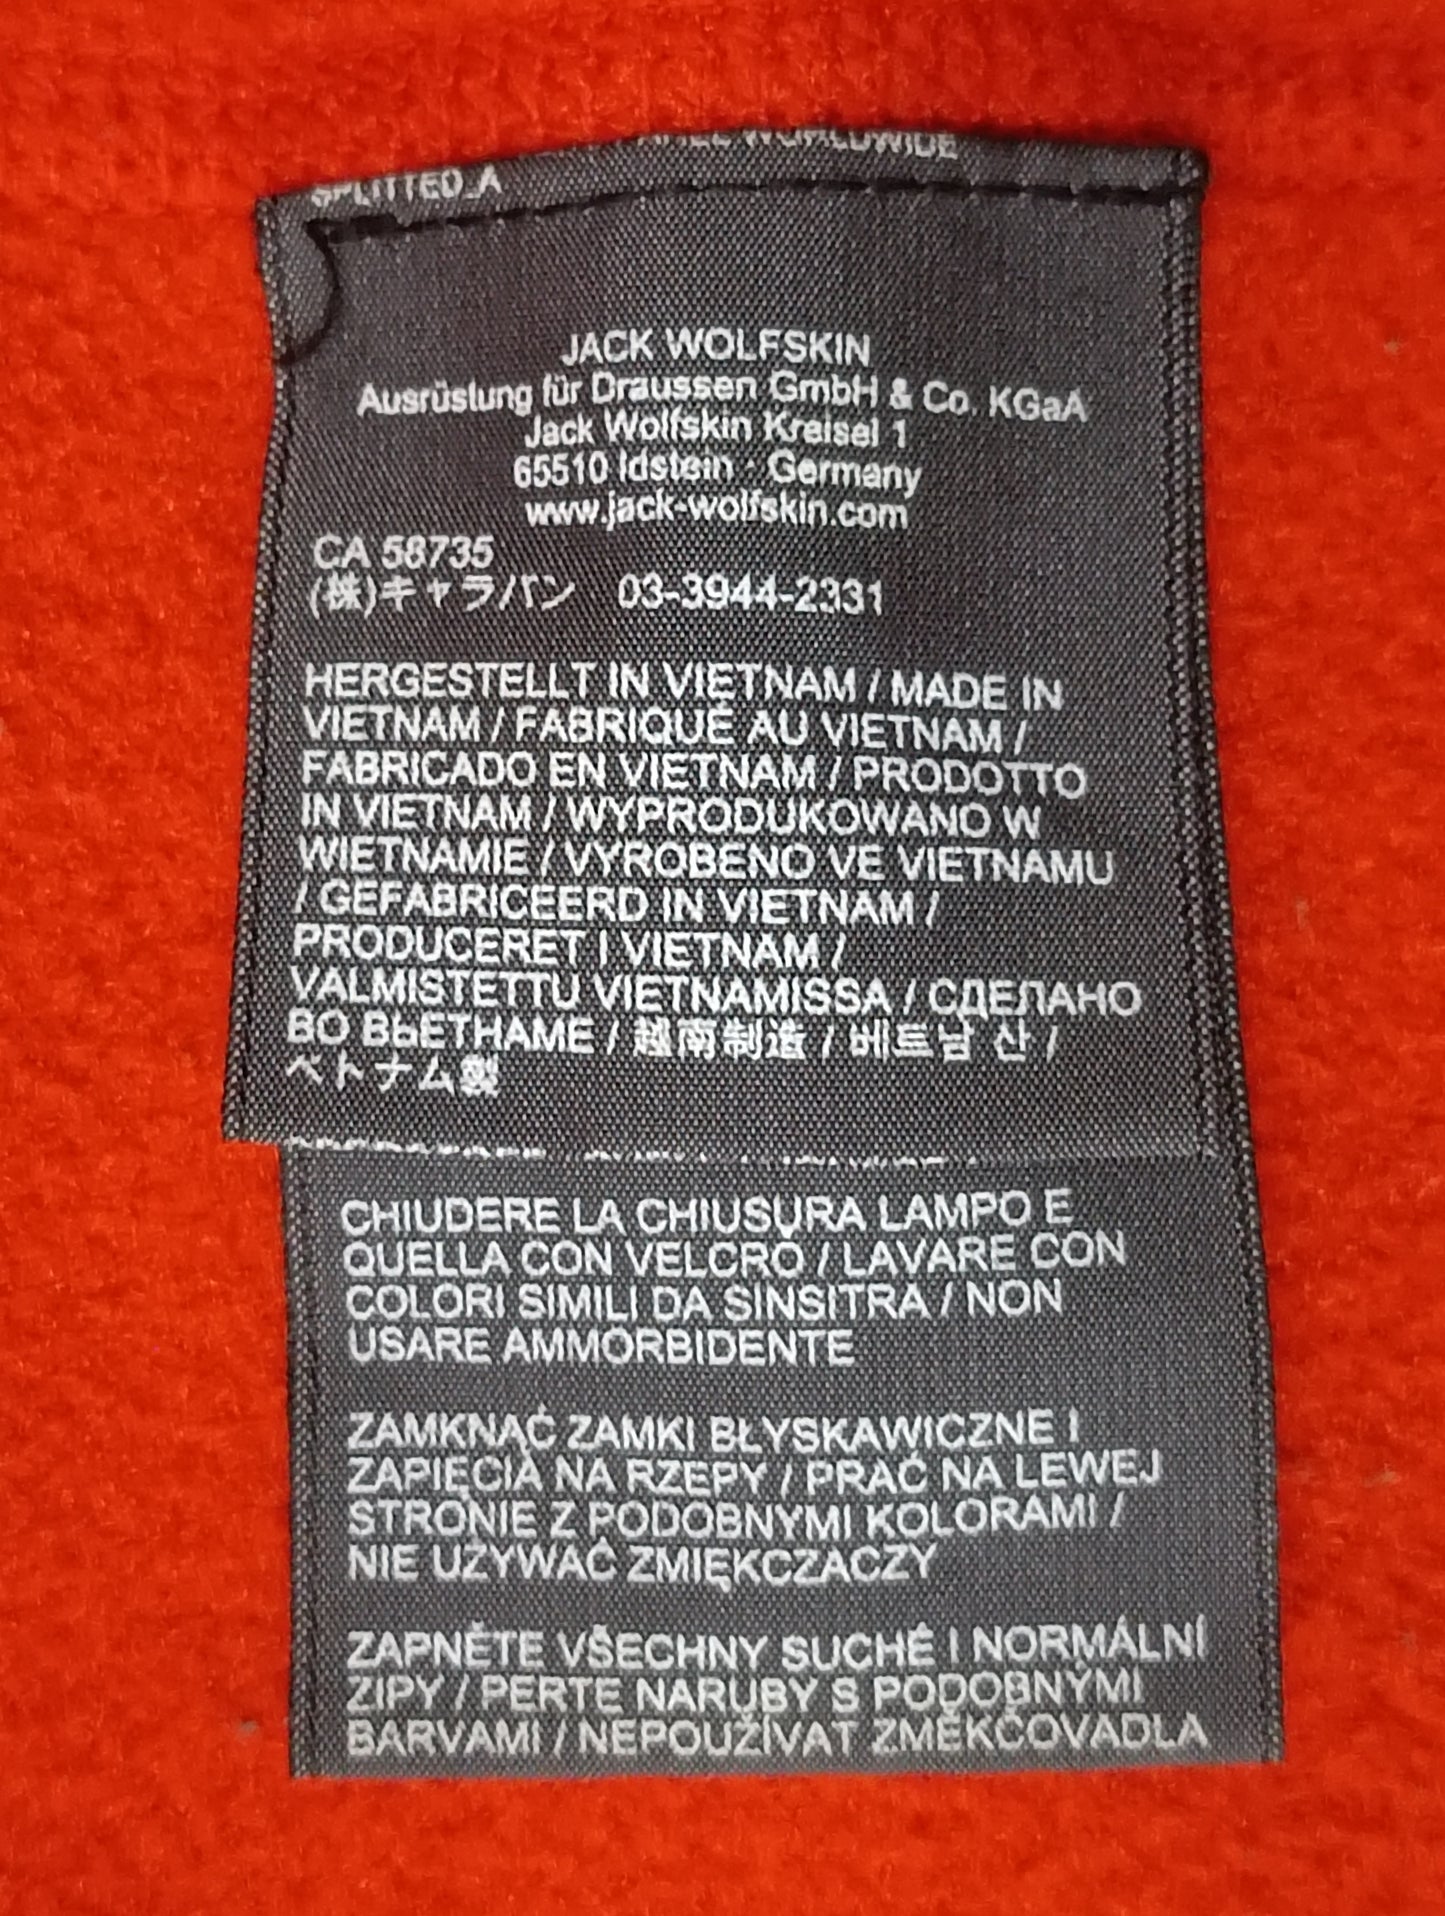 WORLDWIDE
SPLITTED_A
JACK WOLFSKIN
Ausrüstung für Draussen GmbH & Co. KGaA
Jack Wolfskin Kreisel 1
65510 Idstein · Germany
www.jack-wolfskin.com
CA 58735
(株)キャラバン 03-3944-2331
HERGESTELLT IN VIETNAM / MADE IN
VIETNAM / FABRIQUÉ AU VIETNAM /
FABRICADO EN VIETNAM / PRODOTTO
IN VIETNAM / WYPRODUKOWANO W
WIETNAMIE / VYROBENO VE VIETNAMU
/ GEFABRICEERD IN VIETNAM /
PRODUCERET I VIETNAM /
VALMISTETTU VIETNAMISSA / СДЕЛАНО
ВО ВЬЕТНАМЕ / 越南制造 / 베트남 산 /
ベトナム製
CHIUDERE LA CHIUSURA LAMPO E
QUELLA CON VELCRO / LAVARE CON
COLORI SIMILI DA SINSITRA / NON
USARE AMMORBIDENTE
ZAMKNĄĆ ZAMKI BŁYSKAWICZNE I
ZAPIĘCIA NA RZEPY / PRAĆ NA LEWEJ
STRONIE Z PODOBNYMI KOLORAMI /
NIE UŻYWAĆ ZMIĘKCZACZY
ZAPNĚTE VŠECHNY SUCHÉ I NORMÁLNÍ
ZIPY / PERTE NARUBY S PODOBNÝMI
BARVAMI / NEPOUŽÍVAT ZMĚKČOVADLA